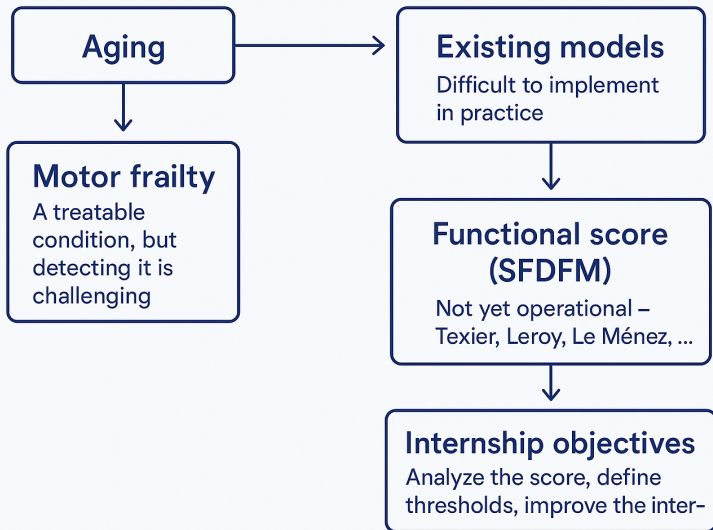 Aging
Motor frailty
A treatable
condition, but
detecting it is
challenging
Existing models
Difficult to implement
in practice
Functional score
(SFDFM)
Not yet operational –
Texier, Leroy, Le Ménez, ...
Internship objectives
Analyze the score, define
thresholds, improve the inter-